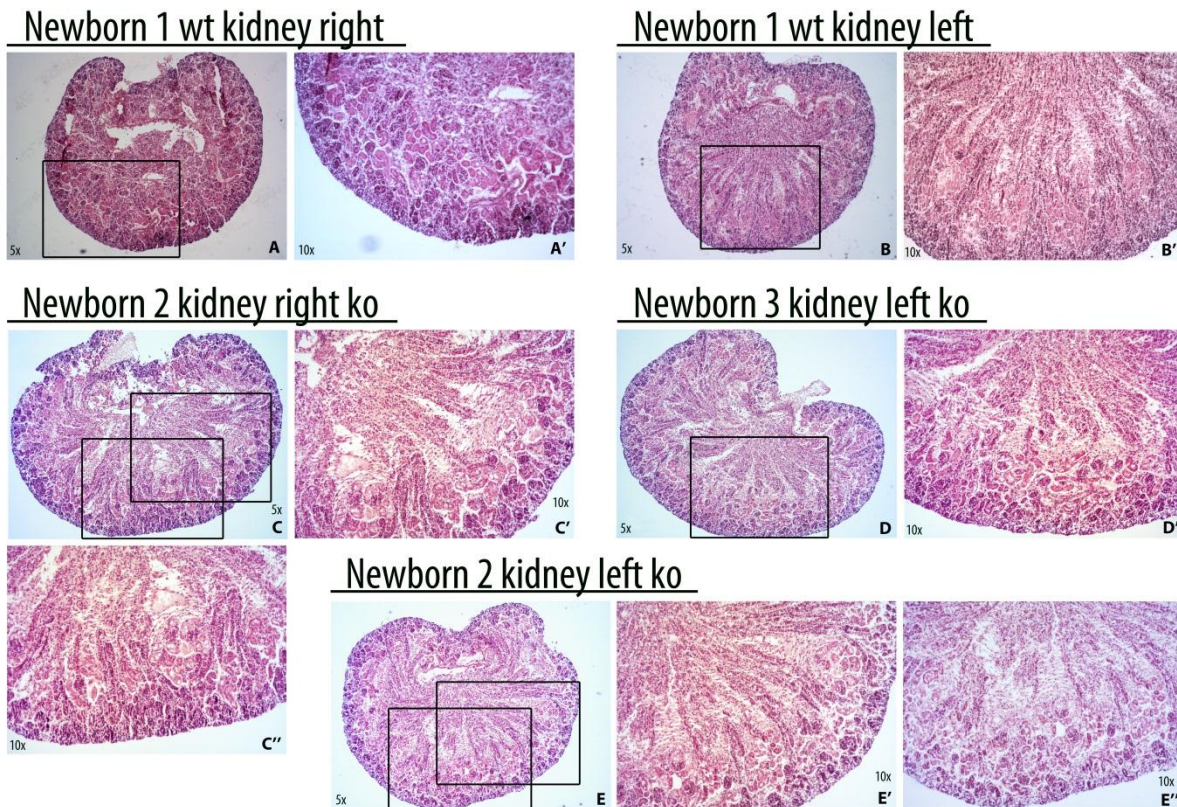 Newborn 1 wt kidney right
Newborn 1 wt kidney left
5x
A
10x
A'
5x
B
10x
B'
Newborn 2 kidney right ko
Newborn 3 kidney left ko
5x
C
10x
C'
5x
D
10x
D'
10x
C''
Newborn 2 kidney left ko
5x
E
10x
E'
10x
E''